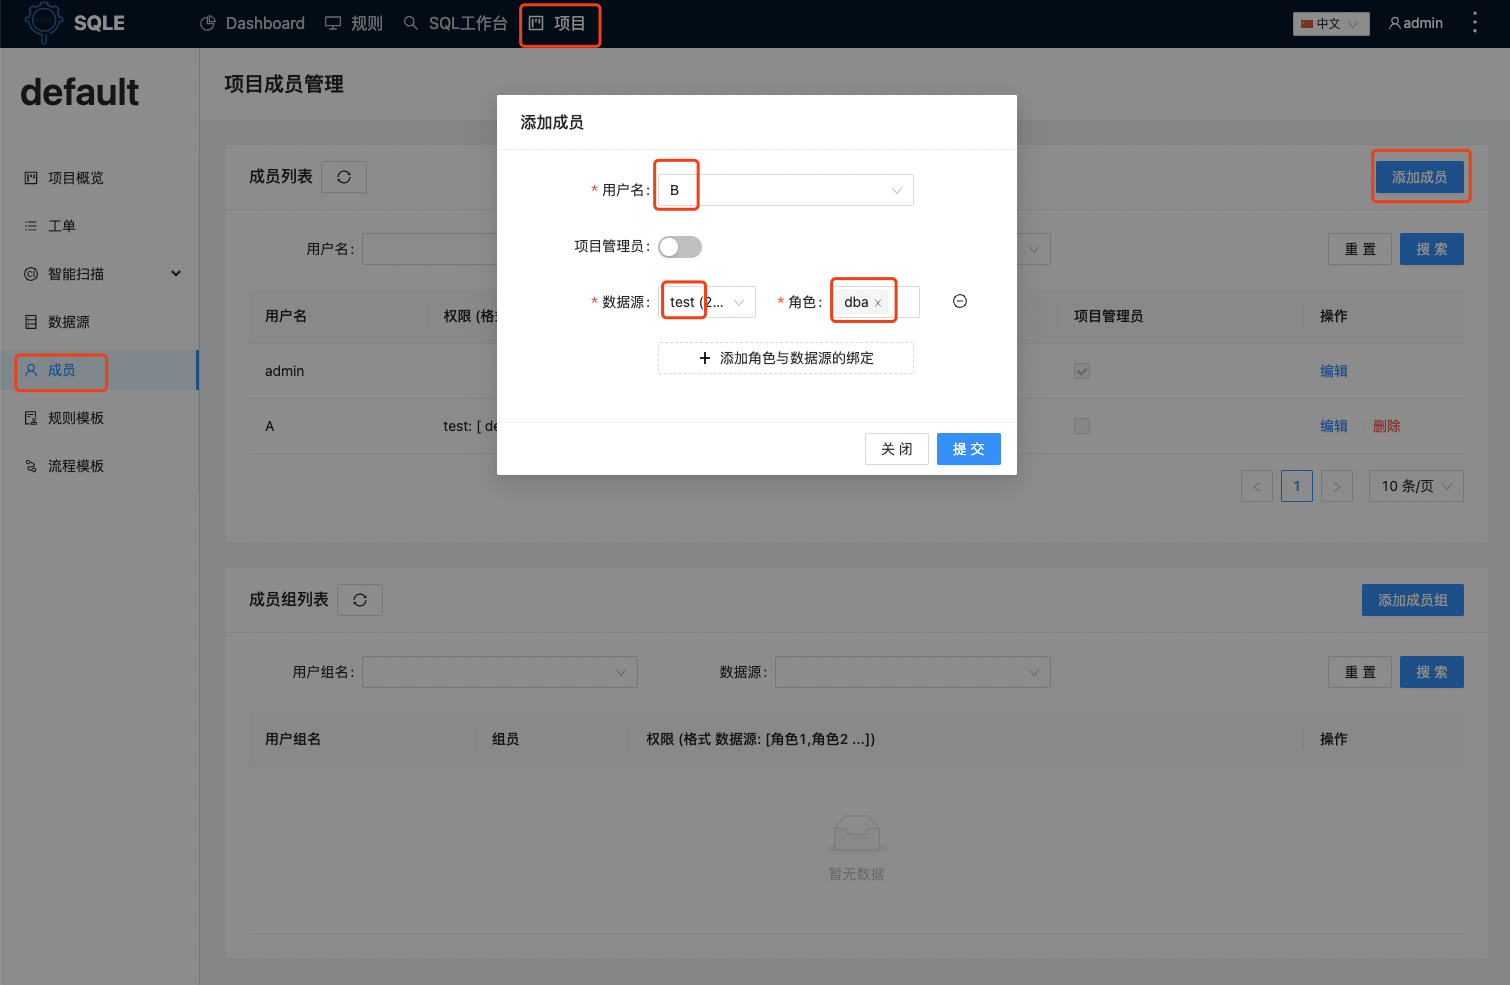 SQLE
Dashboard 规则 SQL工作台 项目 中文 admin
default
项目概览
工单
智能扫描
数据源
成员
规则模板
流程模板
项目成员管理
成员列表
添加成员
用户名:
重 置 搜 索
用户名 权限 (格 项目管理员 操作
admin 编辑
A test: [ de 编辑 删除
1 10 条/页
添加成员
* 用户名: B
项目管理员:
* 数据源: test (2... * 角色: dba ×
+ 添加角色与数据源的绑定
关 闭 提 交
成员组列表 添加成员组
用户组名: 数据源: 重 置 搜 索
用户组名 组员 权限 (格式 数据源: [角色1,角色2 ...]) 操作
暂无数据